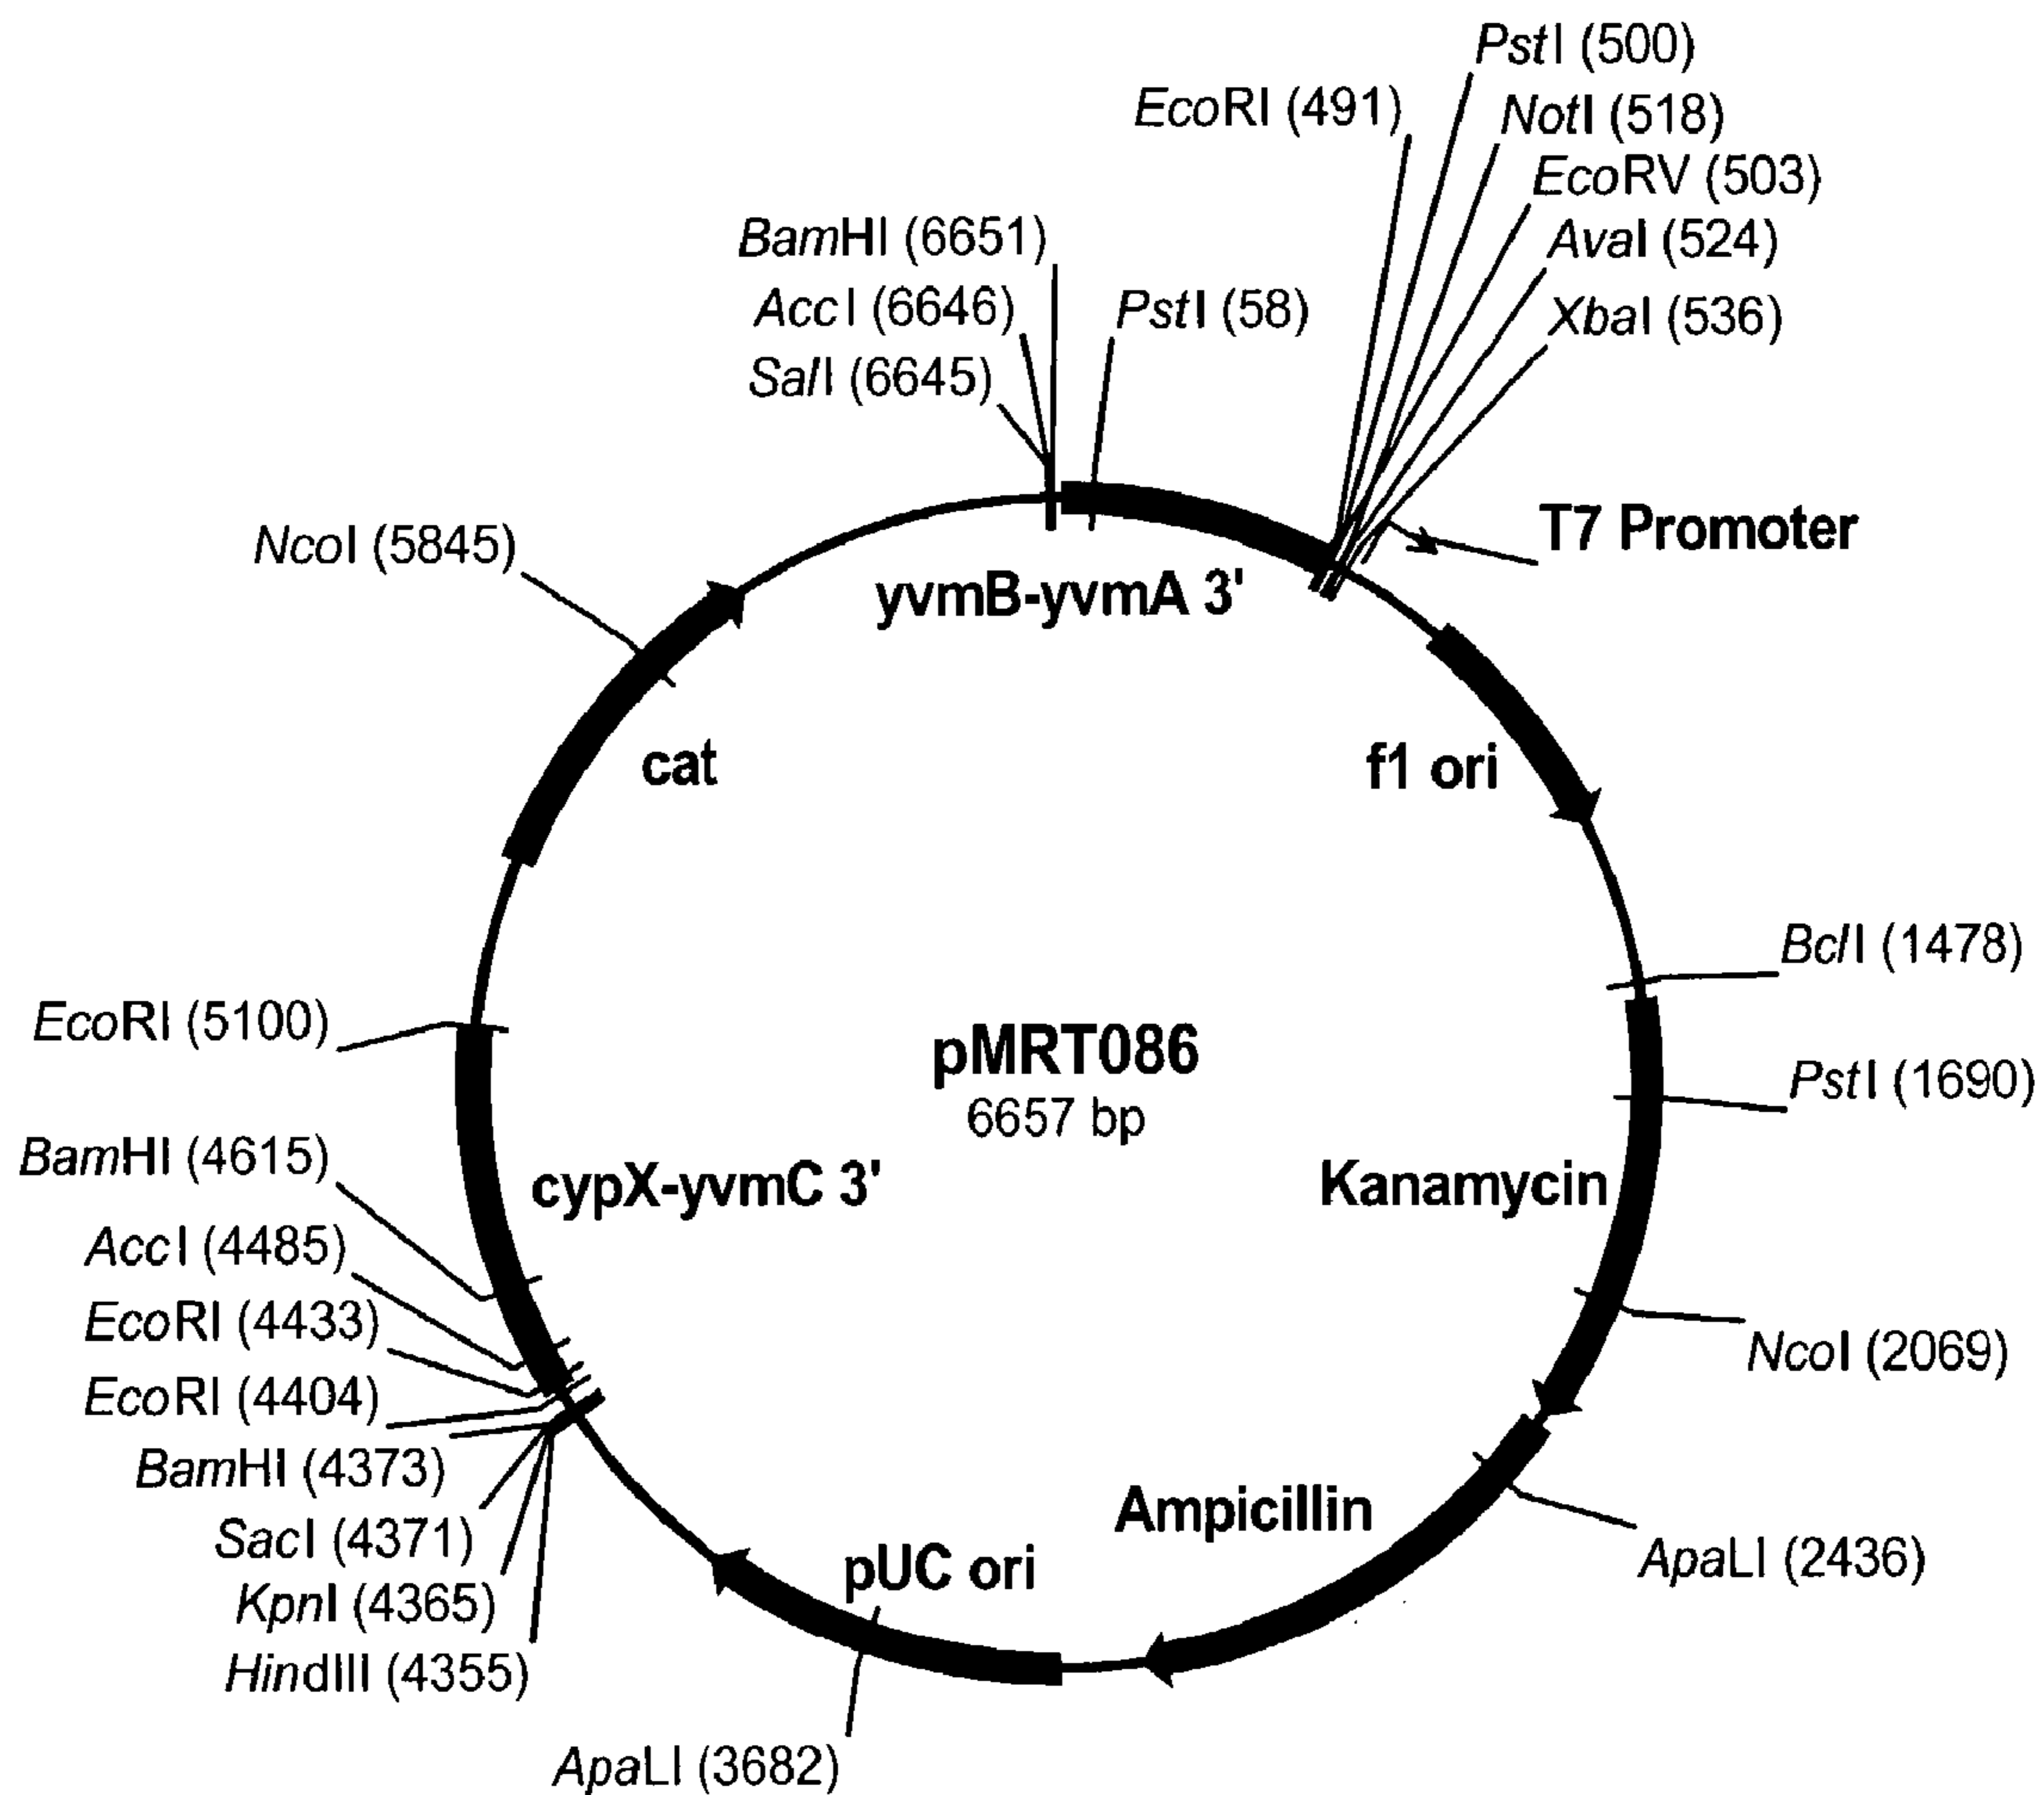 PstI (500)
EcoRI (491)
NotI (518)
EcoRV (503)
BamHI (6651)
AvaI (524)
AccI (6646)
PstI (58)
XbaI (536)
SalI (6645)
T7 Promoter
NcoI (5845)
yvmB-yvmA 3'
cat
f1 ori
BclI (1478)
EcoRI (5100)
pMRT086
PstI (1690)
6657 bp
BamHI (4615)
cypX-yvmC 3'
Kanamycin
AccI (4485)
EcoRI (4433)
NcoI (2069)
EcoRI (4404)
BamHI (4373)
Ampicillin
SacI (4371)
pUC ori
ApaLI (2436)
KpnI (4365)
HindIII (4355)
ApaLI (3682)